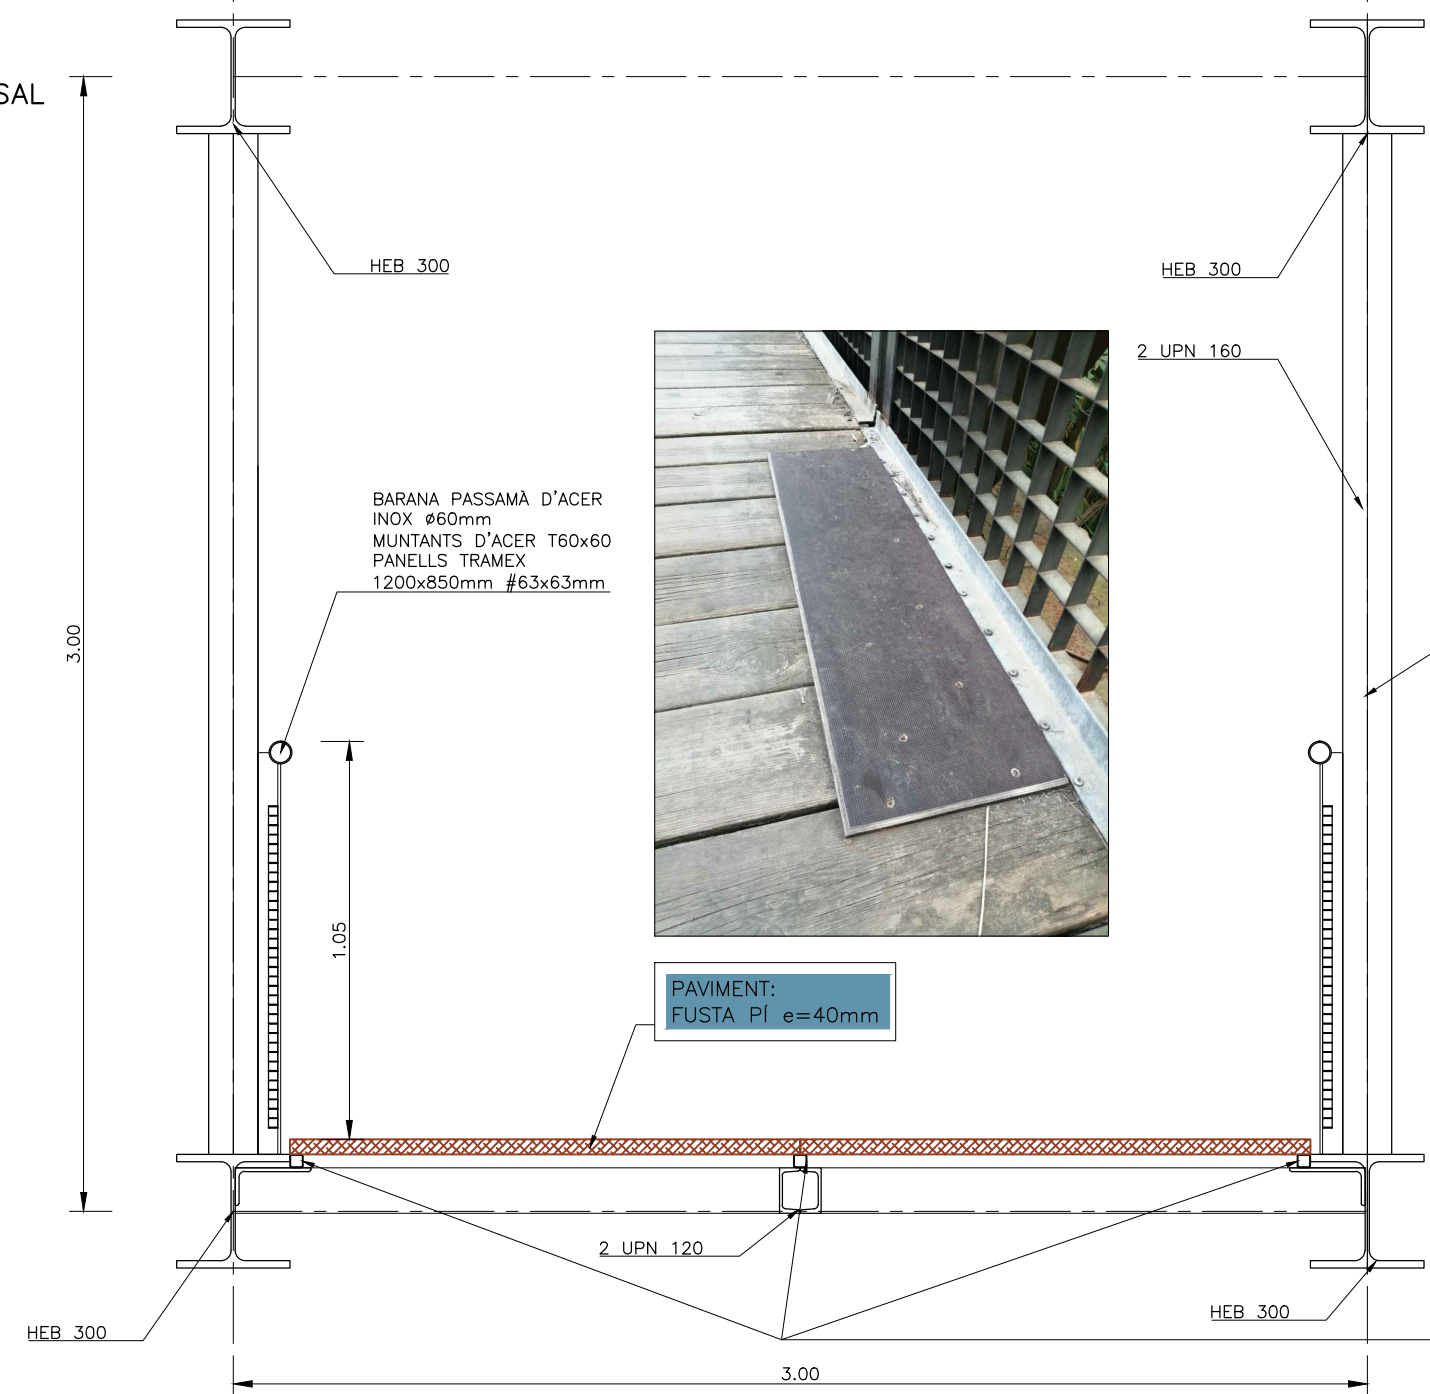 SAL
HEB 300
HEB 300
2 UPN 160
BARANA PASSAMÀ D'ACER
INOX ø60mm
MUNTANTS D'ACER T60x60
PANELLS TRAMEX
1200x850mm #63x63mm
3.00
1.05
PAVIMENT:
FUSTA PÍ e=40mm
2 UPN 120
HEB 300
HEB 300
3.00